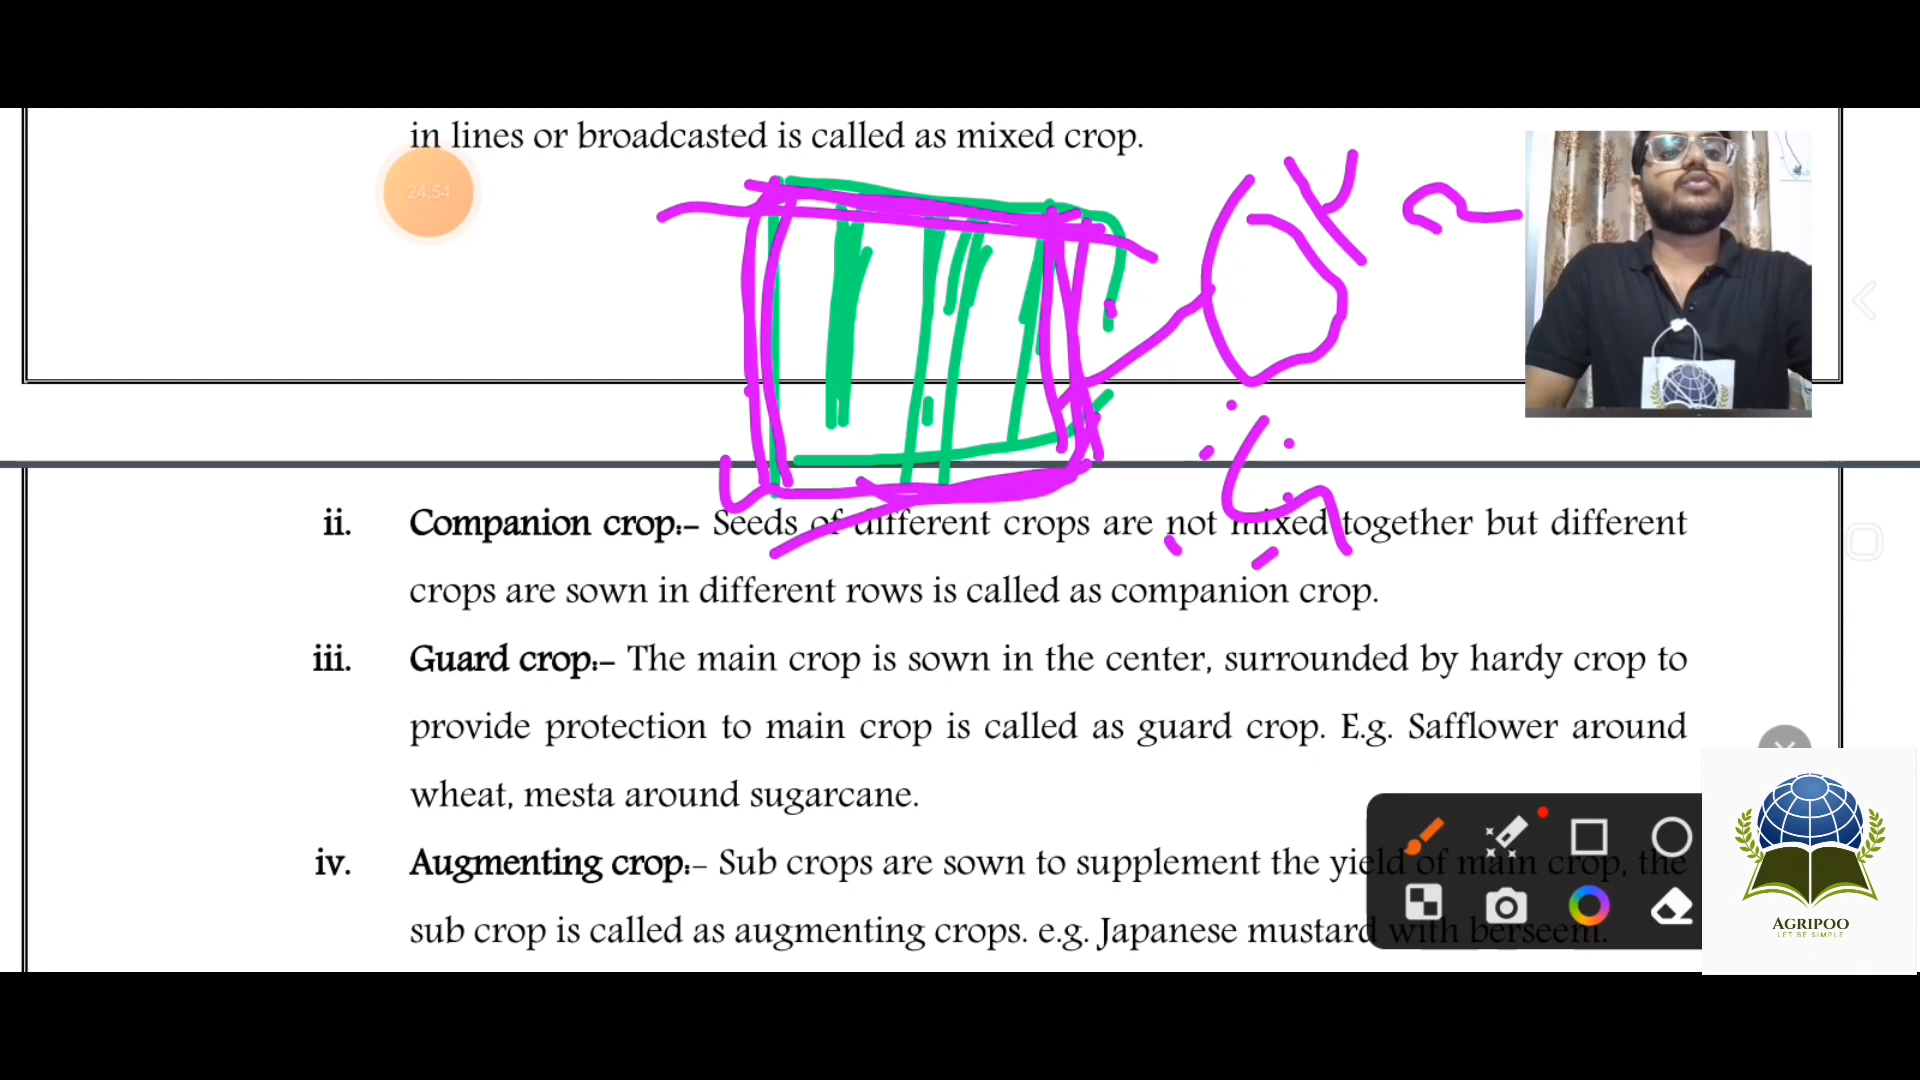 in lines or broadcasted is called as mixed crop.
24:54
ii. Companion crop:- Seeds of different crops are not mixed together but different
crops are sown in different rows is called as companion crop.
iii. Guard crop:- The main crop is sown in the center, surrounded by hardy crop to
provide protection to main crop is called as guard crop. E.g. Safflower around
wheat, mesta around sugarcane.
iv. Augmenting crop:- Sub crops are sown to supplement the yield of main crop, the
sub crop is called as augmenting crops. e.g. Japanese mustard with berseem.
AGRIPOO
LET BE SIMPLE